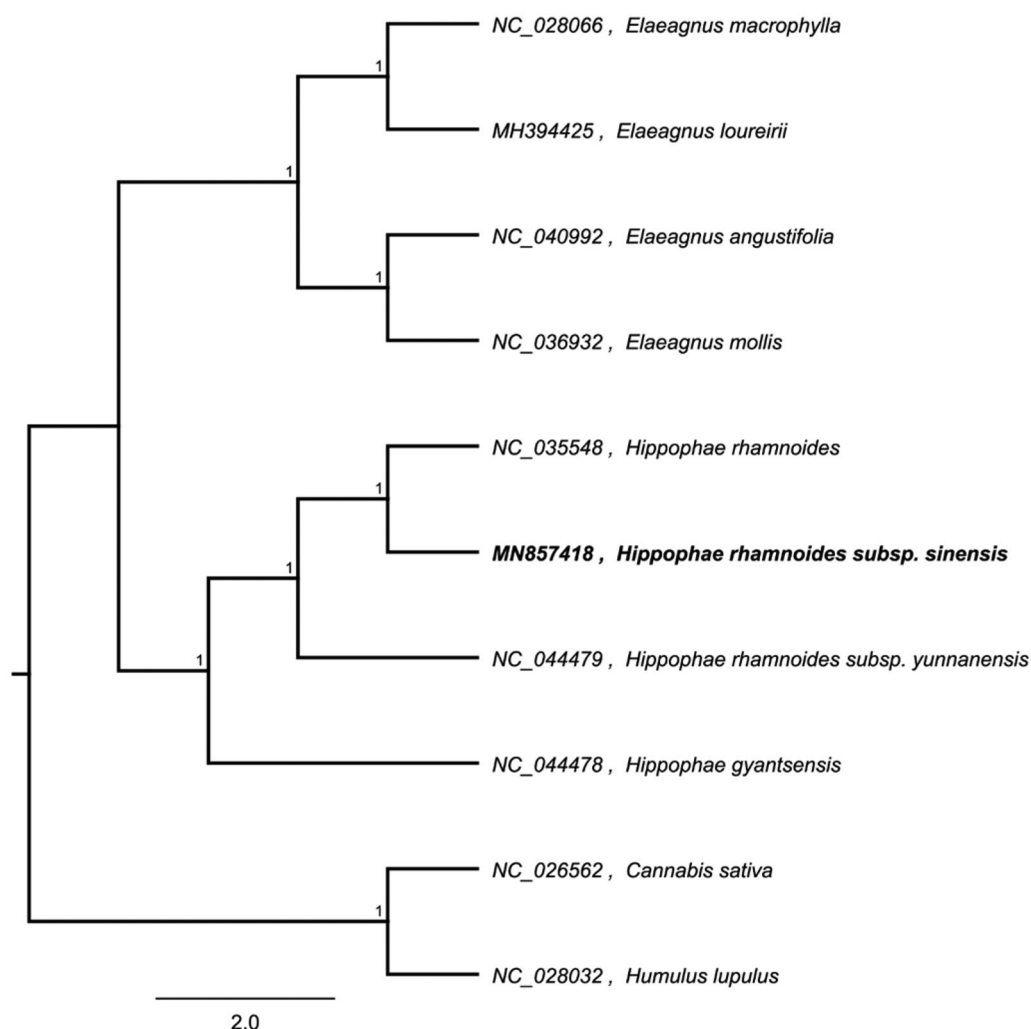 NC_028066 , Elaeagnus macrophylla
1
MH394425 , Elaeagnus loureirii
1
NC_040992 , Elaeagnus angustifolia
1
NC_036932 , Elaeagnus mollis
NC_035548 , Hippophae rhamnoides
1
MN857418 , Hippophae rhamnoides subsp. sinensis
1
NC_044479 , Hippophae rhamnoides subsp. yunnanensis
1
NC_044478 , Hippophae gyantsensis
NC_026562 , Cannabis sativa
1
NC_028032 , Humulus lupulus
2.0